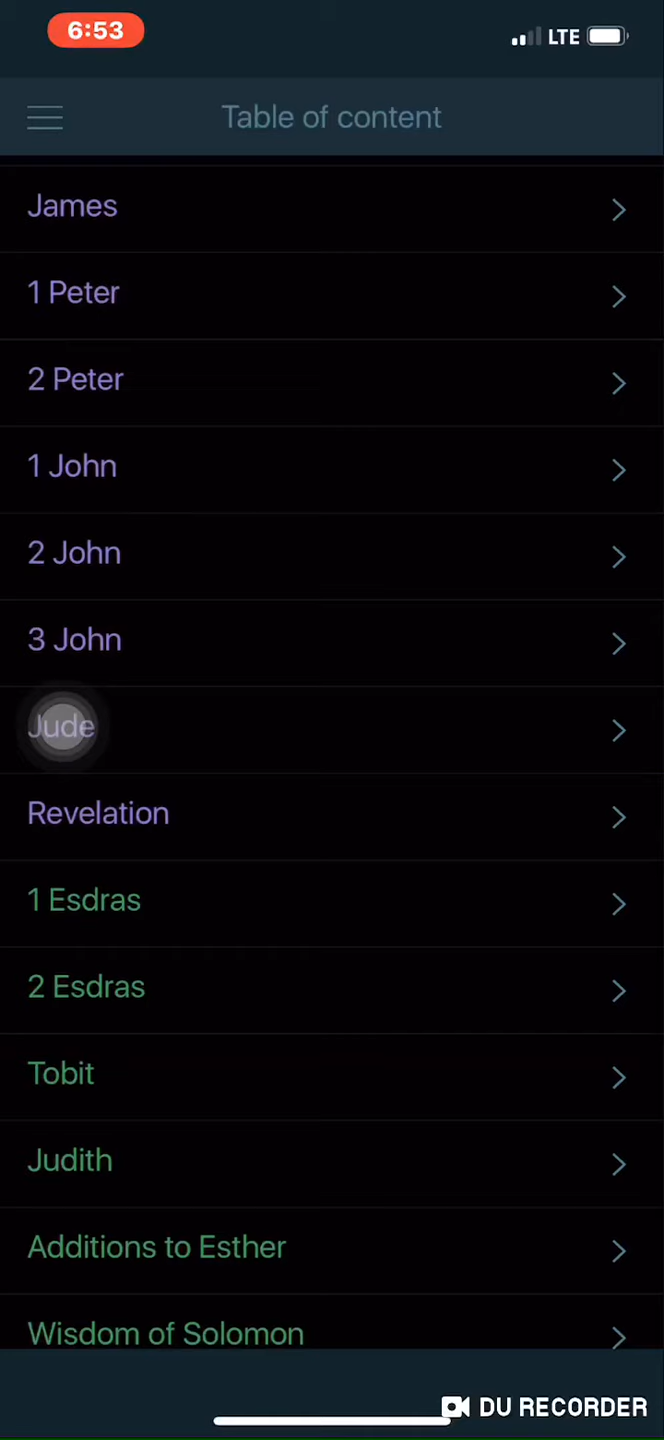 6:53
LTE
Table of content
James
1 Peter
2 Peter
1 John
2 John
3 John
Jude
Revelation
1 Esdras
2 Esdras
Tobit
Judith
Additions to Esther
Wisdom of Solomon
DU RECORDER